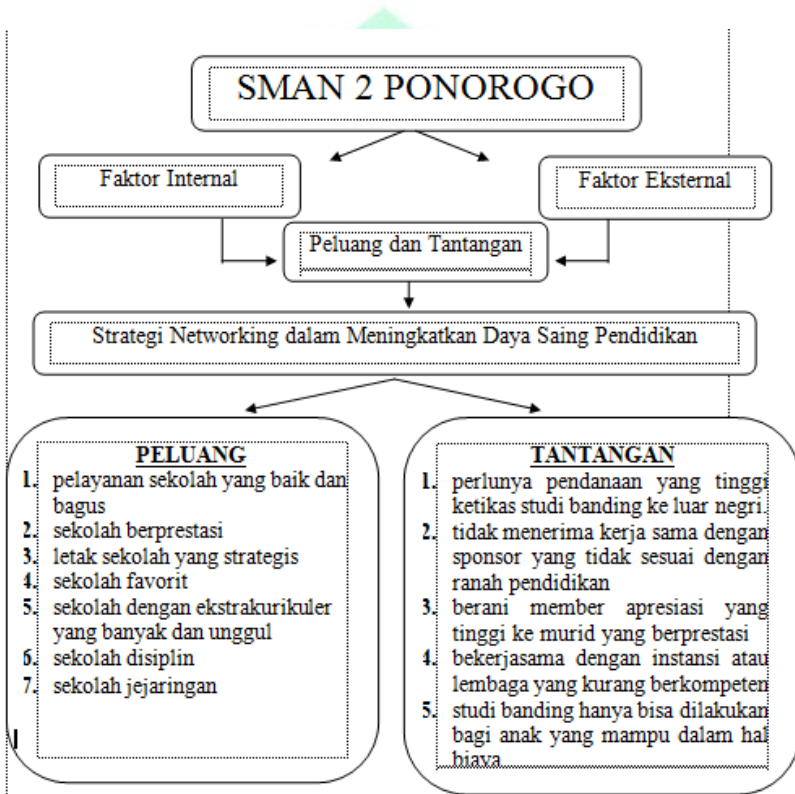 SMAN 2 PONOROGO
Faktor Internal
Faktor Eksternal
Peluang dan Tantangan
Strategi Networking dalam Meningkatkan Daya Saing Pendidikan
PELUANG
1. pelayanan sekolah yang baik dan
bagus
2. sekolah berprestasi
3. letak sekolah yang strategis
4. sekolah favorit
5. sekolah dengan ekstrakurikuler
yang banyak dan unggul
6. sekolah disiplin
7. sekolah jejaringan
TANTANGAN
1. perlunya pendanaan yang tinggi
ketikas studi banding ke luar negri.
2. tidak menerima kerja sama dengan
sponsor yang tidak sesuai dengan
ranah pendidikan
3. berani member apresiasi yang
tinggi ke murid yang berprestasi
4. bekerjasama dengan instansi atau
lembaga yang kurang berkompeten
5. studi banding hanya bisa dilakukan
bagi anak yang mampu dalam hal
biaya